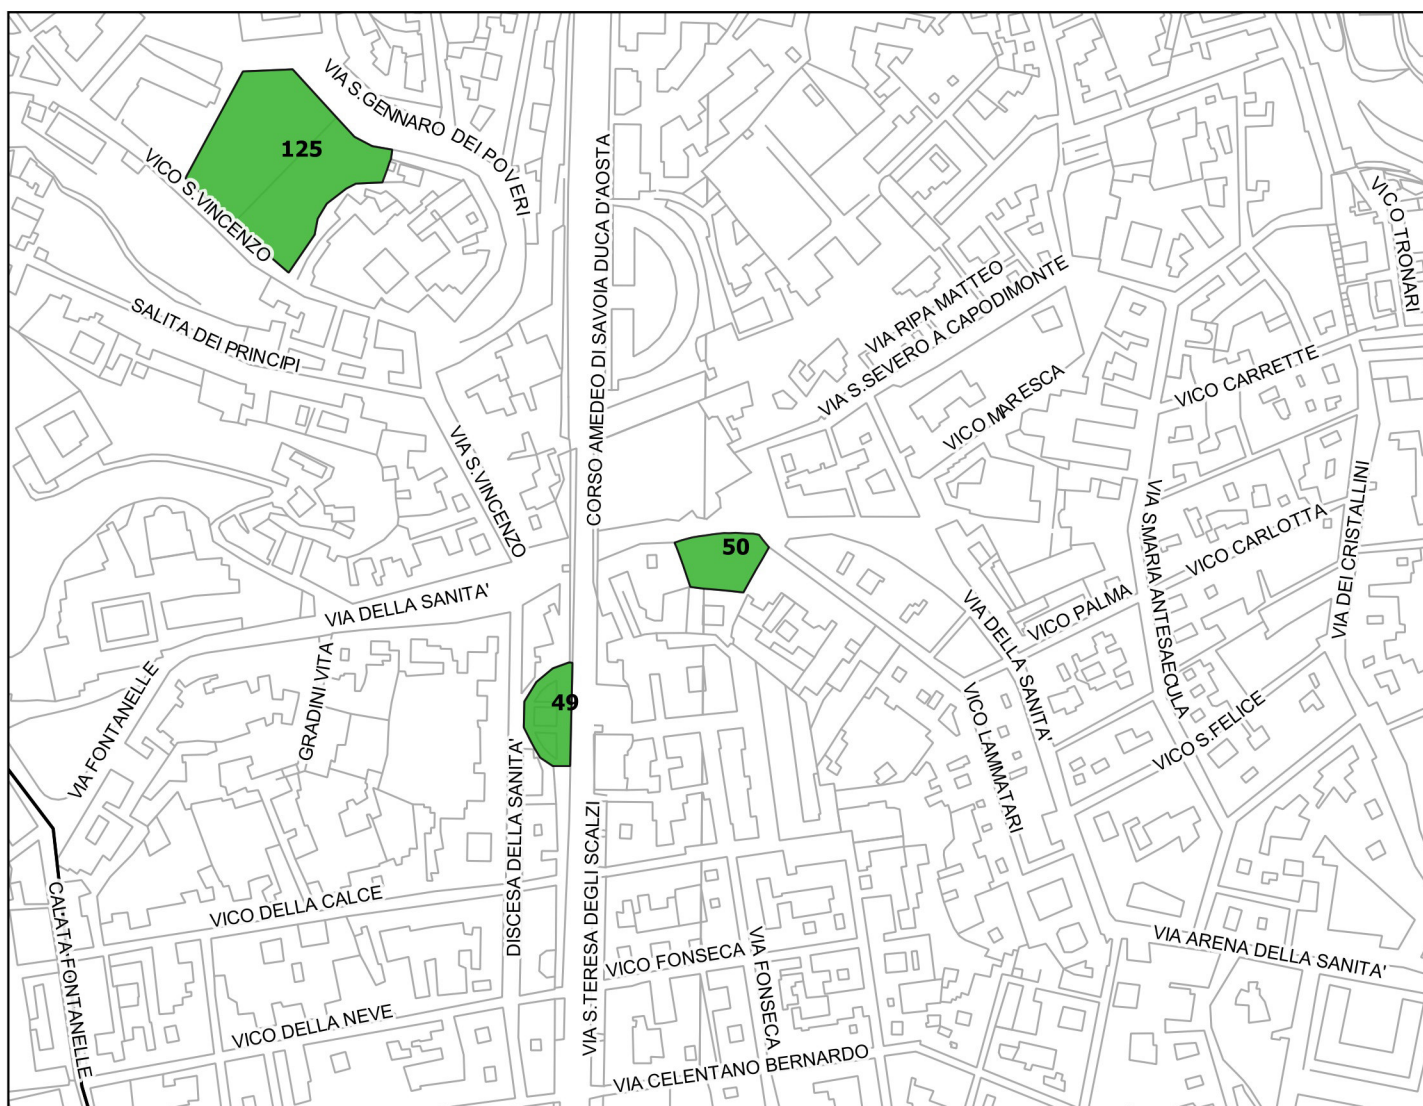 VIA S.GENNARO DEI POVERI
125
VICO S.VINCENZO
CORSO AMEDEO DI SAVOIA DUCA D'AOSTA
VICO TRONARI
SALITA DEI PRINCIPI
VIA RIPA MATTEO
VIA S.SEVERO A CAPODIMONTE
VICO MARESCA
VICO CARRETTE
VIA S.VINCENZO
VIA S.MARIA ANTESAECULA
VICO CARLOTTA
VIA DEI CRISTALLINI
50
VIA DELLA SANITA'
VICO PALMA
VIA DELLA SANITA'
GRADINI VITA
VIA FONTANELLE
49
VICO LAMMATARI
VICO S.FELICE
DISCESA DELLA SANITA'
VIA S.TERESA DEGLI SCALZI
CALATA FONTANELLE
VICO DELLA CALCE
VICO FONSECA
VIA FONSECA
VIA ARENA DELLA SANITA'
VICO DELLA NEVE
VIA CELENTANO BERNARDO